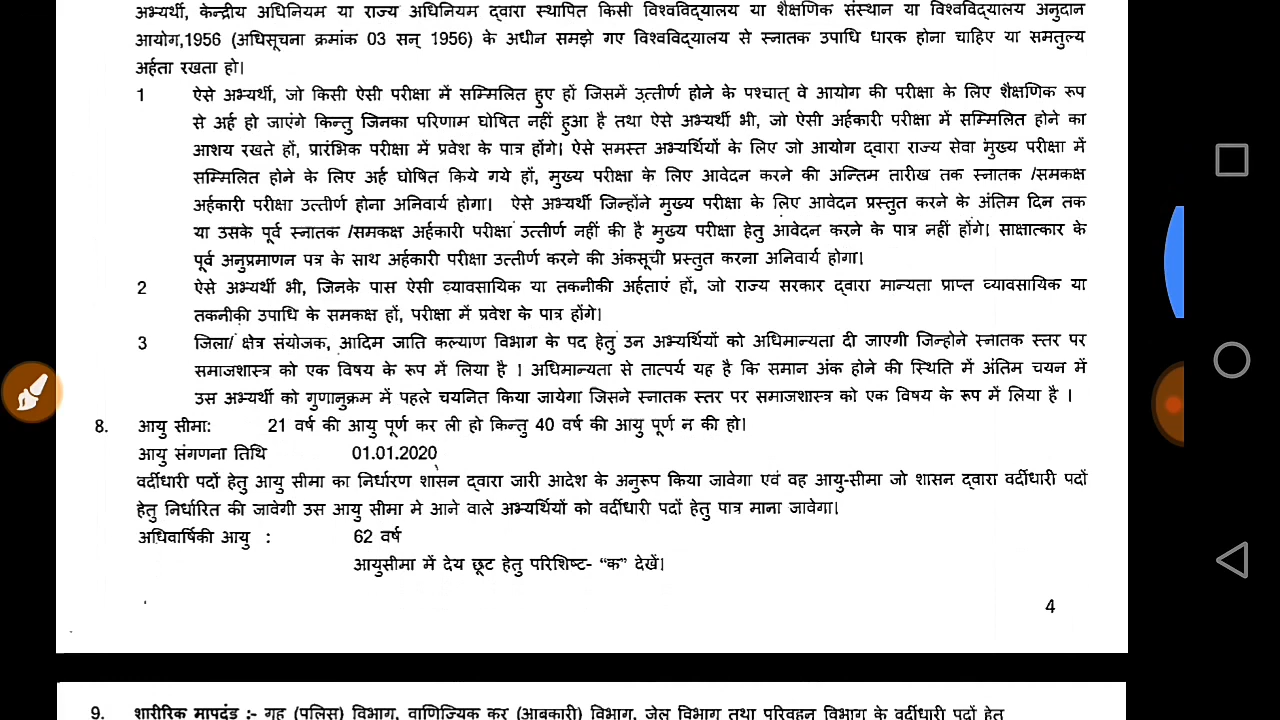 अभ्यर्थी, केन्द्रीय अधिनियम या राज्य अधिनियम द्वारा स्थापित किसी विश्वविद्यालय या शैक्षणिक संस्थान या विश्वविद्यालय अनुदान
आयोग,1956 (अधिसूचना क्रमांक 03 सन् 1956) के अधीन समझे गए विश्वविद्यालय से स्नातक उपाधि धारक होना चाहिए या समतुल्य
अर्हता रखता हो।
1 ऐसे अभ्यर्थी, जो किसी ऐसी परीक्षा में सम्मिलित हुए हों जिसमें उत्तीर्ण होने के पश्चात् वे आयोग की परीक्षा के लिए शैक्षणिक रूप
से अर्ह हो जाएंगे किन्तु जिनका परिणाम घोषित नहीं हुआ है तथा ऐसे अभ्यर्थी भी, जो ऐसी अर्हकारी परीक्षा में सम्मिलित होने का
आशय रखते हों, प्रारंभिक परीक्षा में प्रवेश के पात्र होंगे। ऐसे समस्त अभ्यर्थियों के लिए जो आयोग द्वारा राज्य सेवा मुख्य परीक्षा में
सम्मिलित होने के लिए अर्ह घोषित किये गये हों, मुख्य परीक्षा के लिए आवेदन करने की अन्तिम तारीख तक स्नातक /समकक्ष
अर्हकारी परीक्षा उत्तीर्ण होना अनिवार्य होगा। ऐसे अभ्यर्थी जिन्होंने मुख्य परीक्षा के लिए आवेदन प्रस्तुत करने के अंतिम दिन तक
या उसके पूर्व स्नातक /समकक्ष अर्हकारी परीक्षा उत्तीर्ण नहीं की है मुख्य परीक्षा हेतु आवेदन करने के पात्र नहीं होंगे। साक्षात्कार के
पूर्व अनुप्रमाणन पत्र के साथ अर्हकारी परीक्षा उत्तीर्ण करने की अंकसूची प्रस्तुत करना अनिवार्य होगा।
2 ऐसे अभ्यर्थी भी, जिनके पास ऐसी व्यावसायिक या तकनीकी अर्हताएं हों, जो राज्य सरकार द्वारा मान्यता प्राप्त व्यावसायिक या
तकनीकी उपाधि के समकक्ष हों, परीक्षा में प्रवेश के पात्र होंगे।
3 जिला/ क्षेत्र संयोजक, आदिम जाति कल्याण विभाग के पद हेतु उन अभ्यर्थियों को अधिमान्यता दी जाएगी जिन्होने स्नातक स्तर पर
समाजशास्त्र को एक विषय के रूप में लिया है । अधिमान्यता से तात्पर्य यह है कि समान अंक होने की स्थिति में अंतिम चयन में
उस अभ्यर्थी को गुणानुक्रम में पहले चयनित किया जायेगा जिसने स्नातक स्तर पर समाजशास्त्र को एक विषय के रूप में लिया है ।
8. आयु सीमा: 21 वर्ष की आयु पूर्ण कर ली हो किन्तु 40 वर्ष की आयु पूर्ण न की हो।
आयु संगणना तिथि 01.01.2020
वर्दीधारी पदों हेतु आयु सीमा का निर्धारण शासन द्वारा जारी आदेश के अनुरूप किया जावेगा एवं वह आयु-सीमा जो शासन द्वारा वर्दीधारी पदों
हेतु निर्धारित की जावेगी उस आयु सीमा मे आने वाले अभ्यर्थियों को वर्दीधारी पदों हेतु पात्र माना जावेगा।
अधिवार्षिकी आयु : 62 वर्ष
आयुसीमा में देय छूट हेतु परिशिष्ट- “क” देखें।
4
9. शारीरिक मापदंड :- गृह (पुलिस) विभाग, वाणिज्यिक कर (आबकारी) विभाग, जेल विभाग तथा परिवहन विभाग के वर्दीधारी पदों हेतु